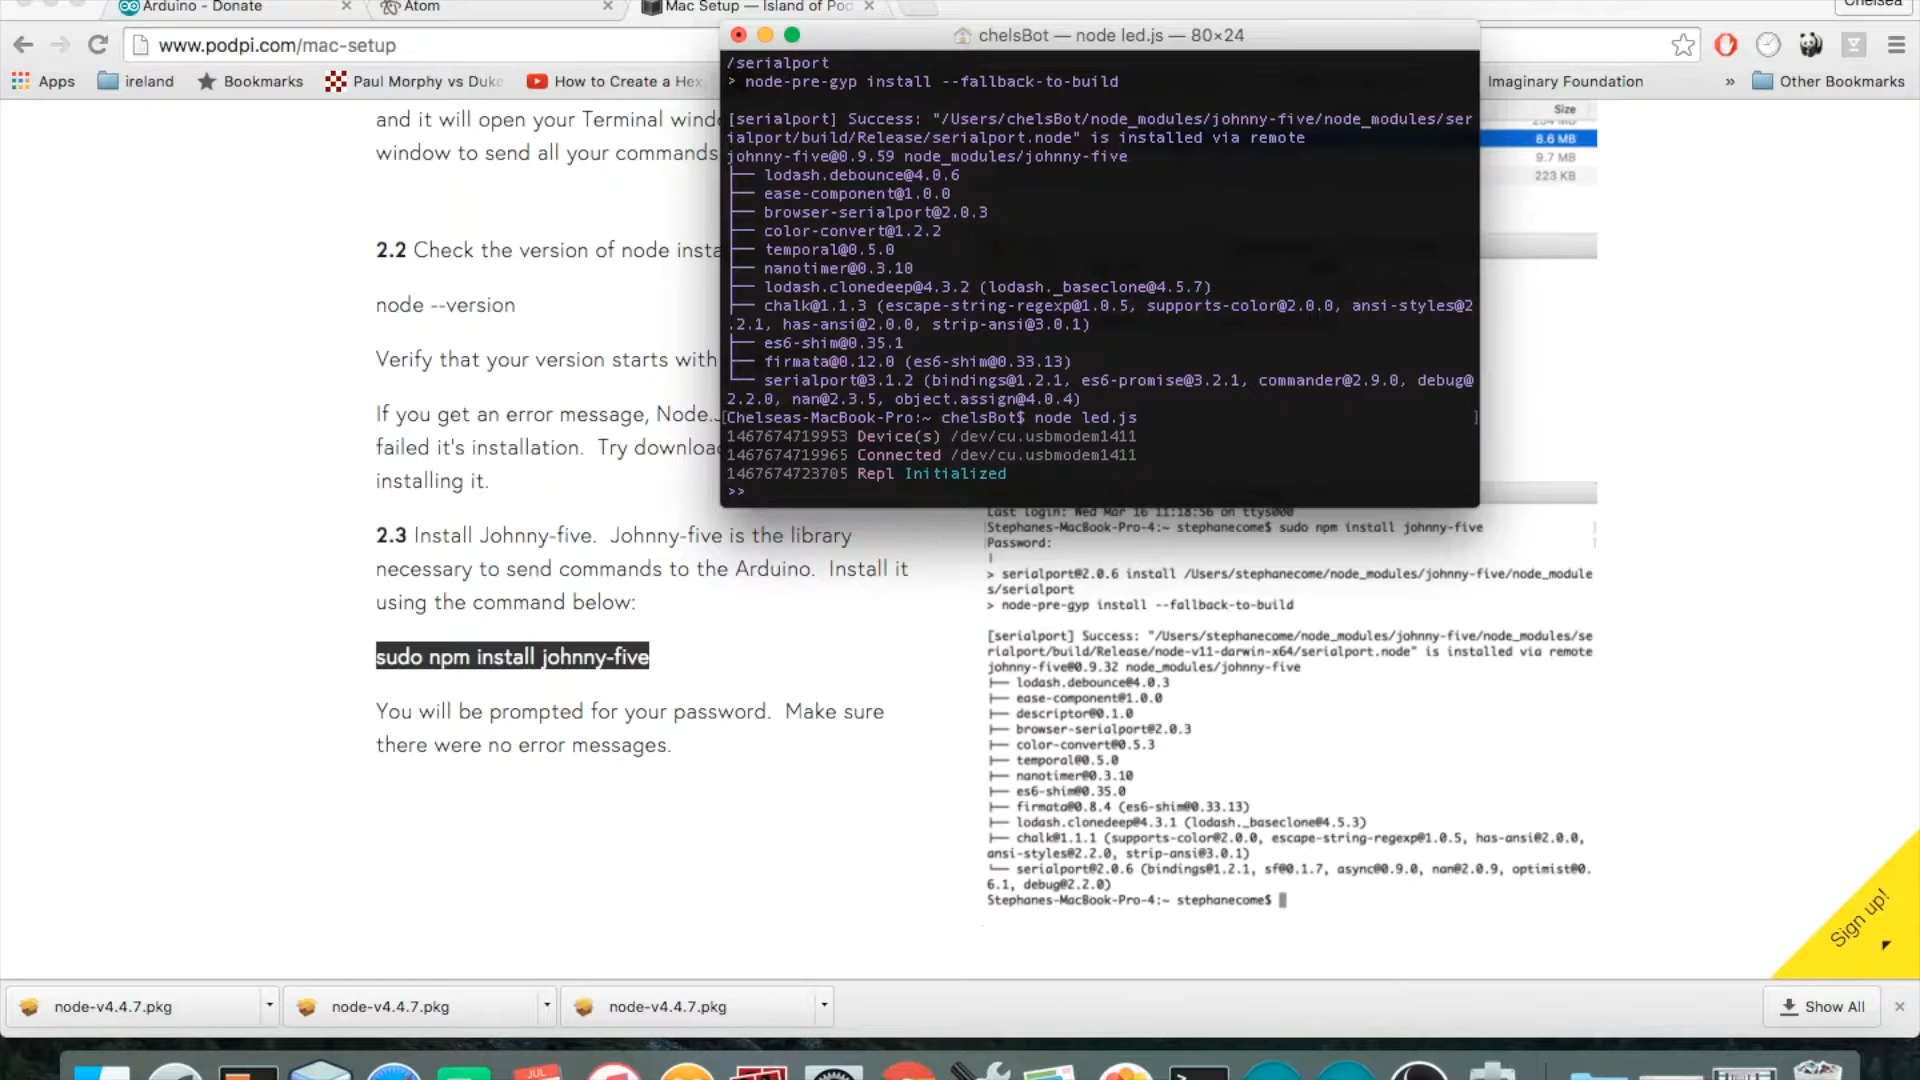 Arduino - Donate
Atom
Mac Setup — Island of Pod
Chelsea
www.podpi.com/mac-setup
Apps
ireland
Bookmarks
Paul Morphy vs Duke
How to Create a Hex
Imaginary Foundation
»
Other Bookmarks
and it will open your Terminal wind
window to send all your commands
2.2 Check the version of node insta
node --version
Verify that your version starts with
If you get an error message, Node.J
failed it's installation. Try downloa
installing it.
2.3 Install Johnny-five. Johnny-five is the library
necessary to send commands to the Arduino. Install it
using the command below:
sudo npm install johnny-five
You will be prompted for your password. Make sure
there were no error messages.
chelsBot — node led.js — 80×24
/serialport
> node-pre-gyp install --fallback-to-build
[serialport] Success: "/Users/chelsBot/node_modules/johnny-five/node_modules/ser
ialport/build/Release/serialport.node" is installed via remote
johnny-five@0.9.59 node_modules/johnny-five
├── lodash.debounce@4.0.6
├── ease-component@1.0.0
├── browser-serialport@2.0.3
├── color-convert@1.2.2
├── temporal@0.5.0
├── nanotimer@0.3.10
├── lodash.clonedeep@4.3.2 (lodash._baseclone@4.5.7)
├── chalk@1.1.3 (escape-string-regexp@1.0.5, supports-color@2.0.0, ansi-styles@2
.2.1, has-ansi@2.0.0, strip-ansi@3.0.1)
├── es6-shim@0.35.1
├── firmata@0.12.0 (es6-shim@0.33.13)
└── serialport@3.1.2 (bindings@1.2.1, es6-promise@3.2.1, commander@2.9.0, debug@
2.2.0, nan@2.3.5, object.assign@4.0.4)
[Chelseas-MacBook-Pro:~ chelsBot$ node led.js ]
1467674719953 Device(s) /dev/cu.usbmodem1411
1467674719965 Connected /dev/cu.usbmodem1411
1467674723705 Repl Initialized
>>
Size
8.6 MB
9.7 MB
223 KB
Last login: Wed Mar 16 11:18:56 on ttys000
Stephanes-MacBook-Pro-4:~ stephanecome$ sudo npm install johnny-five
Password:
> serialport@2.0.6 install /Users/stephanecome/node_modules/johnny-five/node_module
s/serialport
> node-pre-gyp install --fallback-to-build
[serialport] Success: "/Users/stephanecome/node_modules/johnny-five/node_modules/se
rialport/build/Release/node-v11-darwin-x64/serialport.node" is installed via remote
johnny-five@0.9.32 node_modules/johnny-five
├── lodash.debounce@4.0.3
├── ease-component@1.0.0
├── descriptor@0.1.0
├── browser-serialport@2.0.3
├── color-convert@0.5.3
├── temporal@0.5.0
├── nanotimer@0.3.10
├── es6-shim@0.35.0
├── firmata@0.8.4 (es6-shim@0.33.13)
├── lodash.clonedeep@4.3.1 (lodash._baseclone@4.5.3)
├── chalk@1.1.1 (supports-color@2.0.0, escape-string-regexp@1.0.5, has-ansi@2.0.0,
ansi-styles@2.2.0, strip-ansi@3.0.1)
└── serialport@2.0.6 (bindings@1.2.1, sf@0.1.7, async@0.9.0, nan@2.0.9, optimist@0.
6.1, debug@2.2.0)
Stephanes-MacBook-Pro-4:~ stephanecome$
Sign up!
node-v4.4.7.pkg
node-v4.4.7.pkg
node-v4.4.7.pkg
Show All
JUL